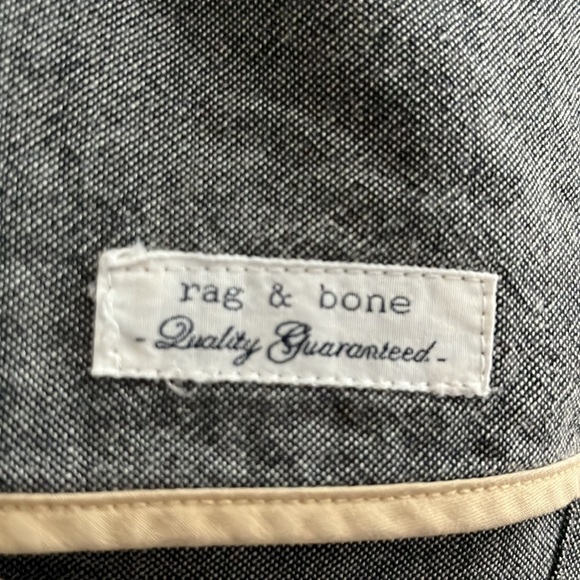 rag & bone
- Quality Guaranteed -